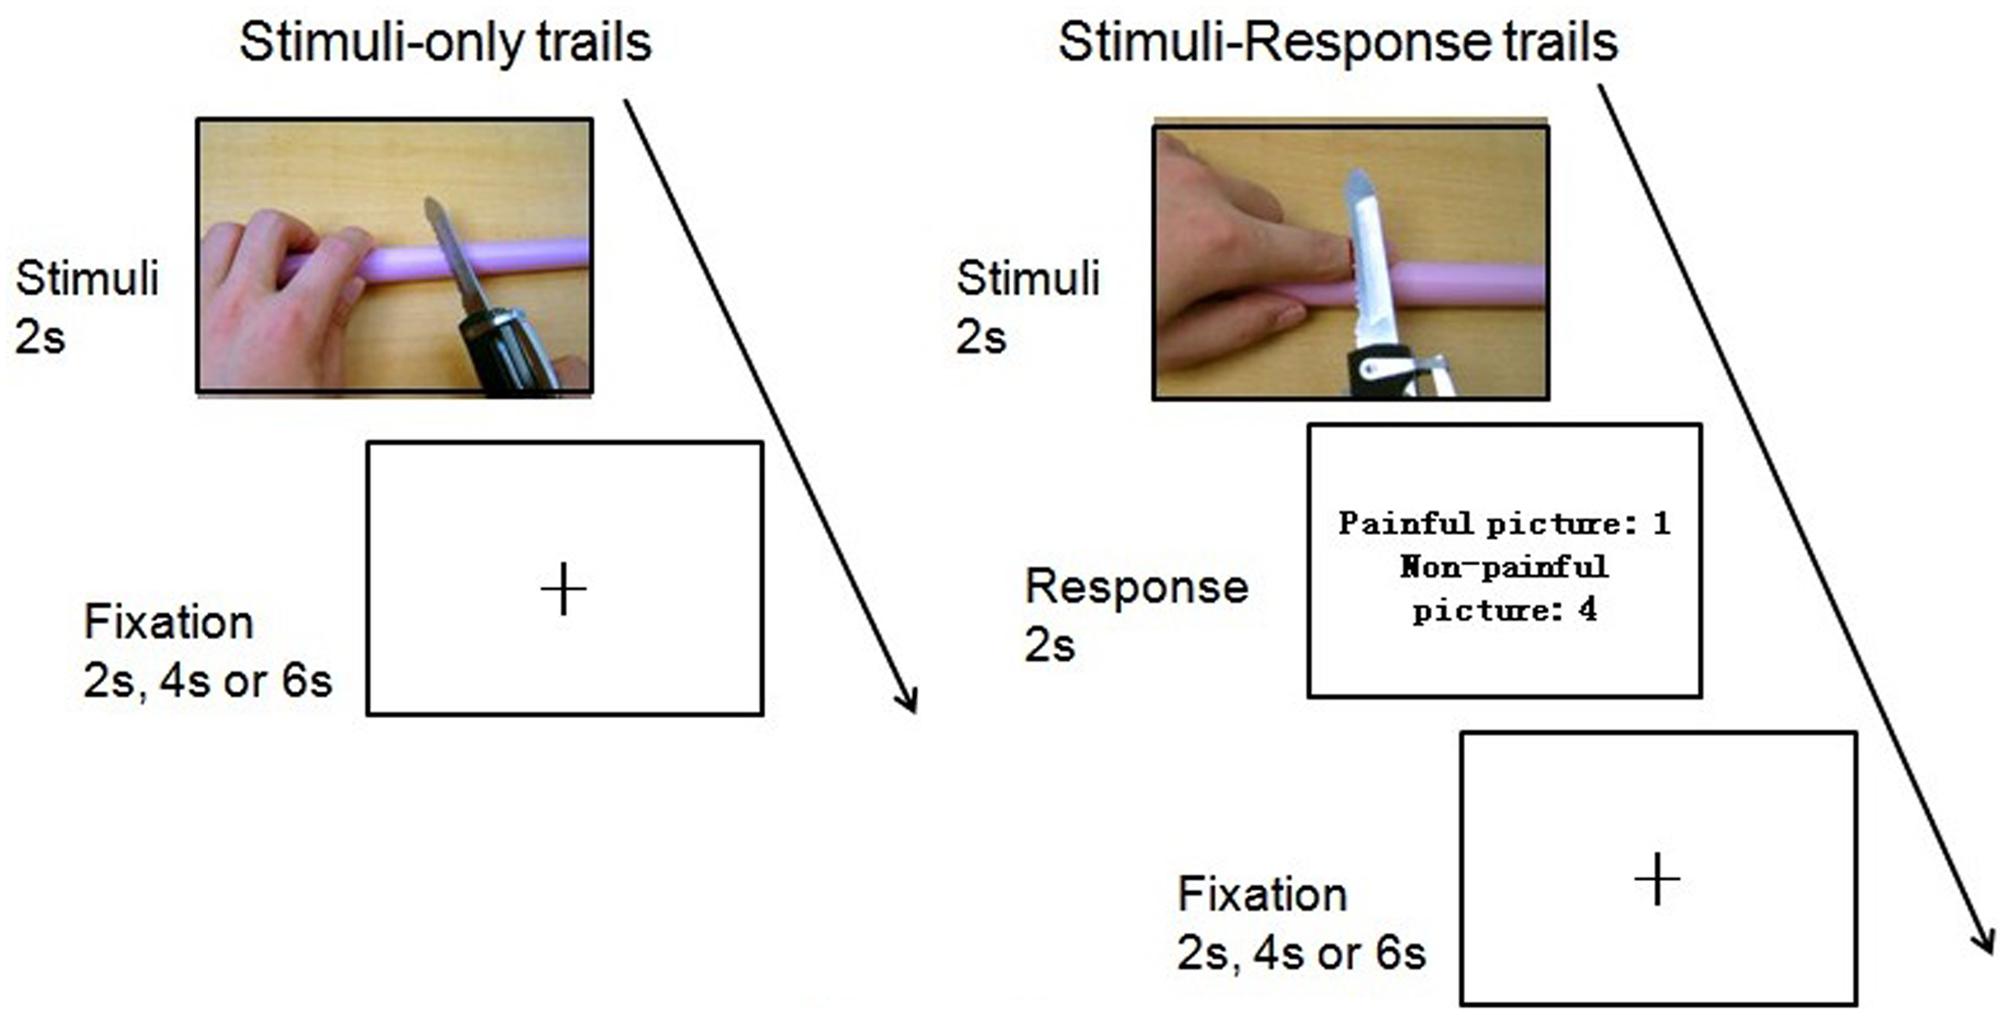 Stimuli-only trails
Stimuli
2s
Fixation
2s, 4s or 6s
Stimuli-Response trails
Stimuli
2s
Response
2s
Painful picture: 1
Non-painful
picture: 4
Fixation
2s, 4s or 6s